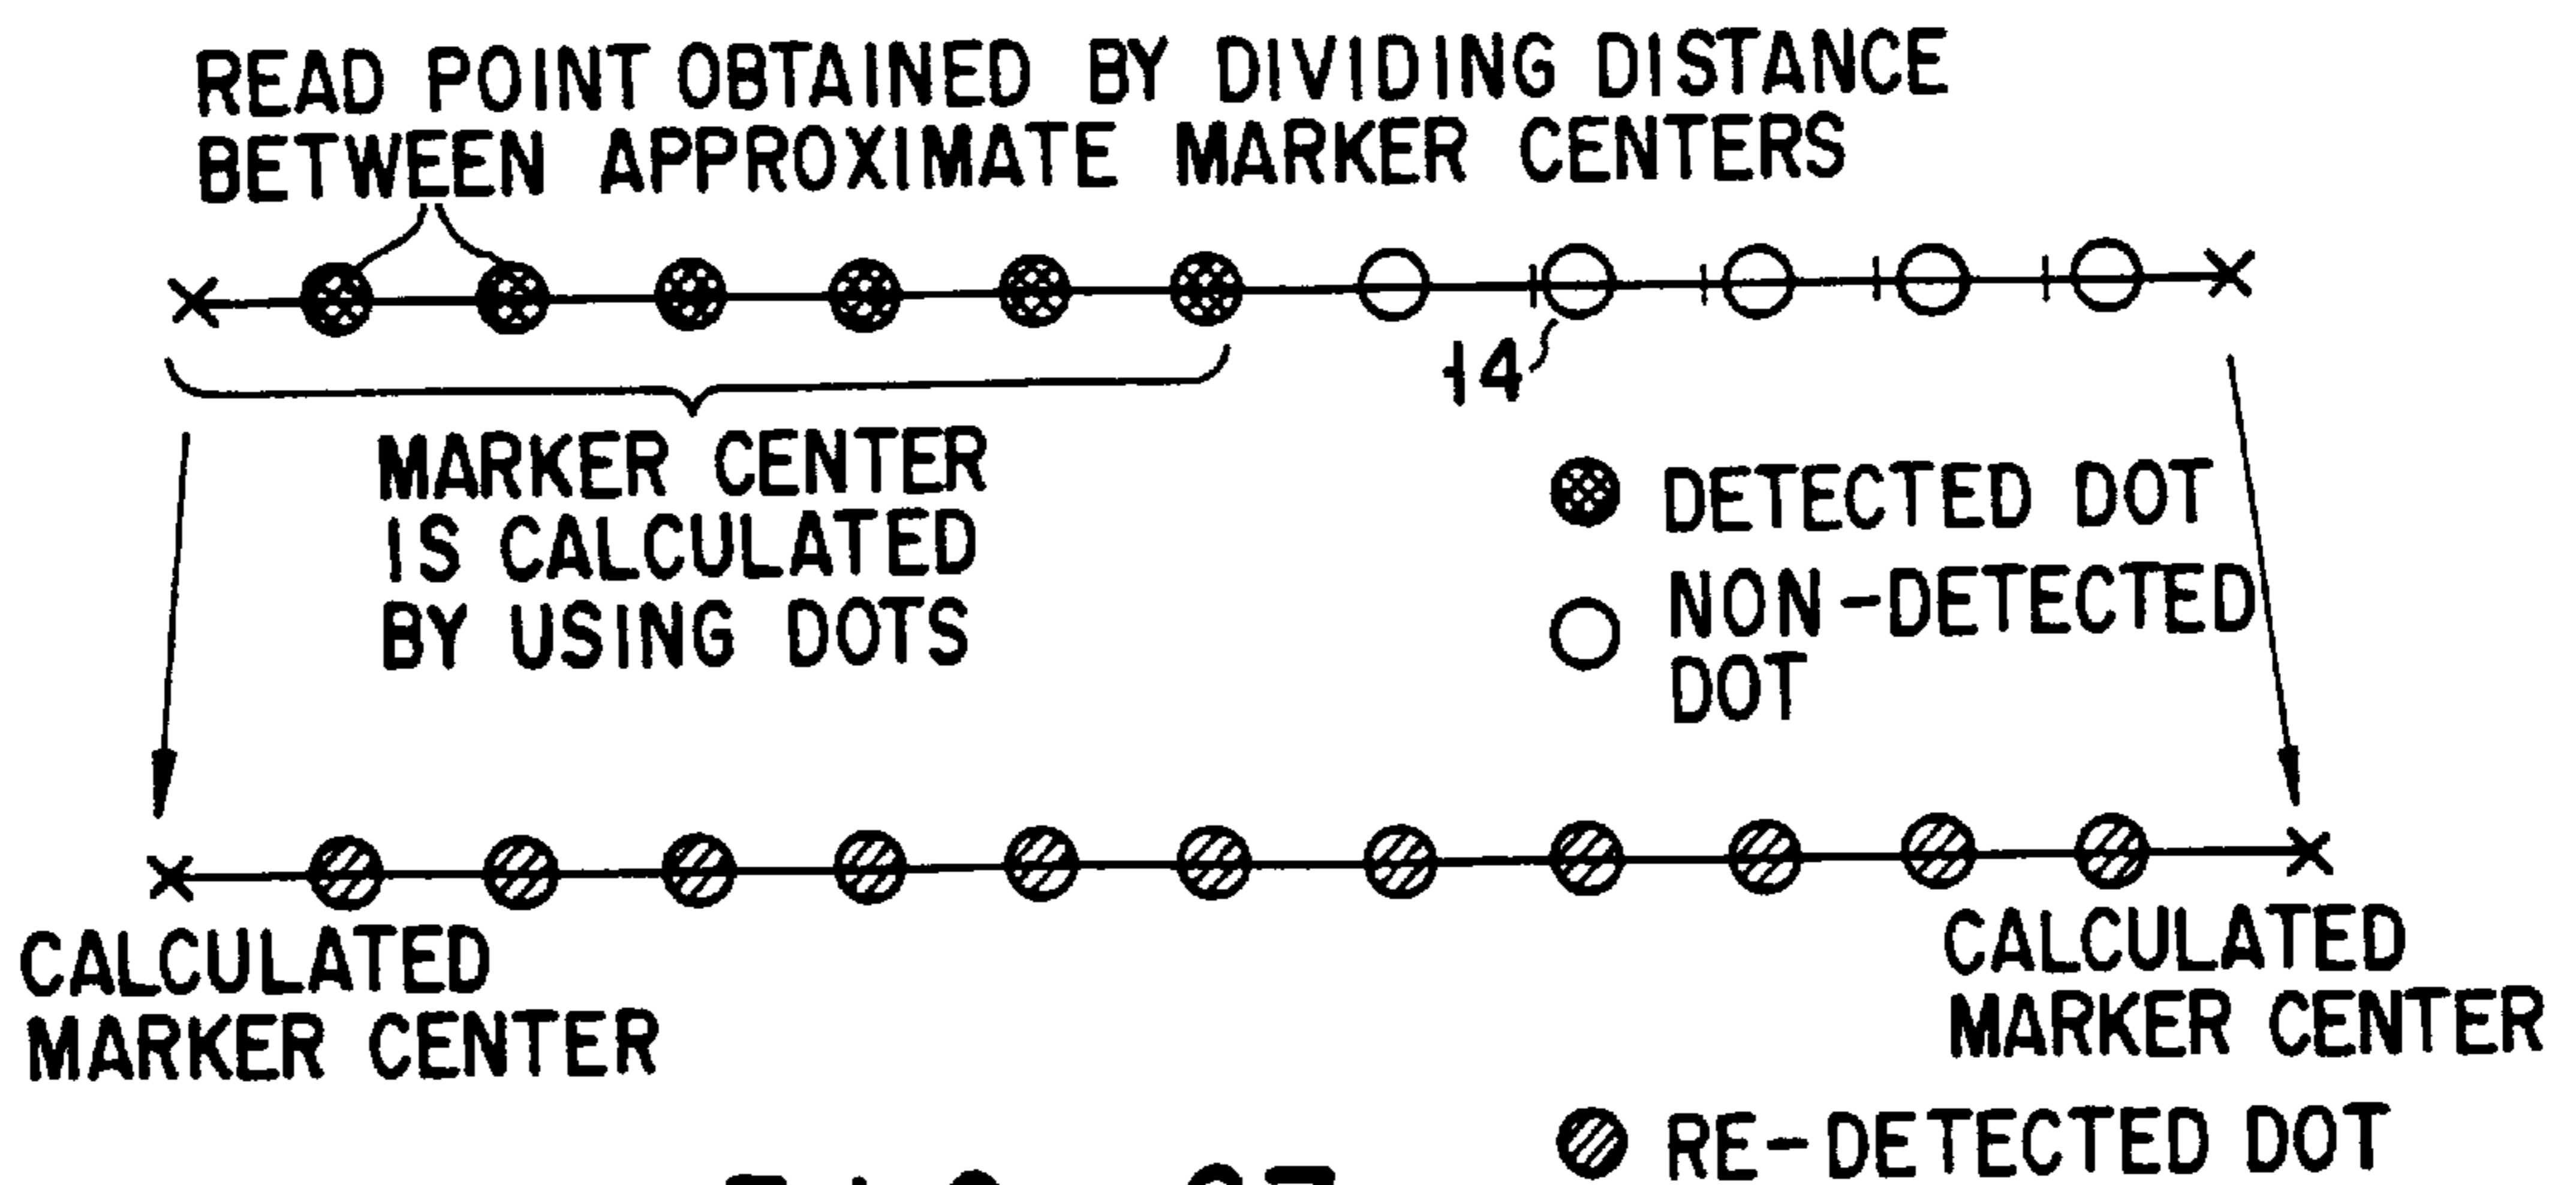 READ POINT OBTAINED BY DIVIDING DISTANCE
BETWEEN APPROXIMATE MARKER CENTERS
14
MARKER CENTER
IS CALCULATED
BY USING DOTS
DETECTED DOT
NON-DETECTED
DOT
CALCULATED
MARKER CENTER
CALCULATED
MARKER CENTER
RE-DETECTED DOT